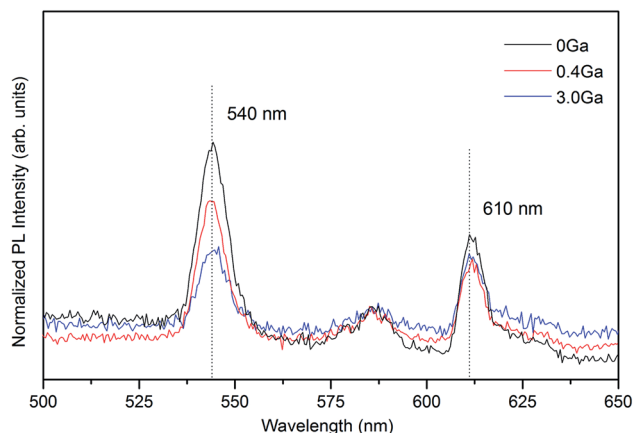 Normalized PL Intensity (arb. units)
0Ga
0.4Ga
3.0Ga
540 nm
610 nm
500 525 550 575 600 625 650
Wavelength (nm)